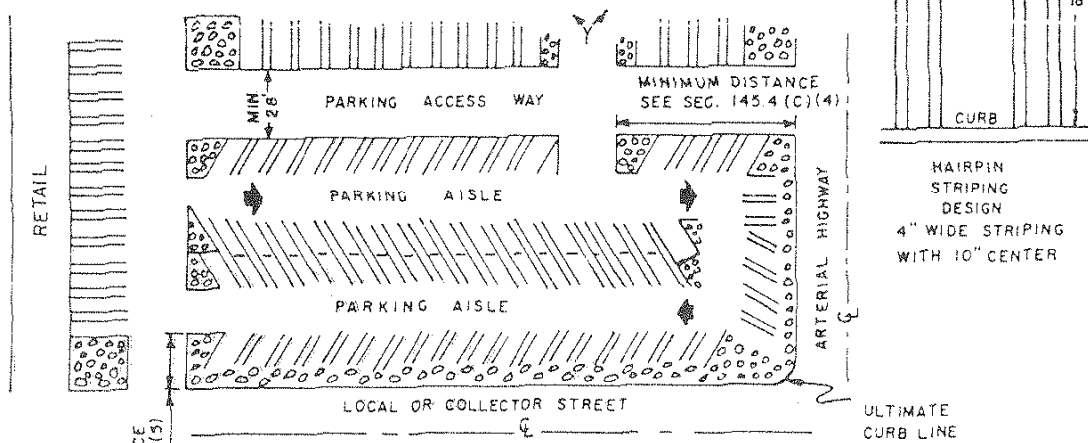 RETAIL
MIN.
28'
PARKING ACCESS WAY
MINIMUM DISTANCE
SEE SEC. 145.4 (C)(4)
PARKING AISLE
PARKING AISLE
LOCAL OR COLLECTOR STREET
℄
ARTERIAL HIGHWAY
℄
ULTIMATE
CURB LINE
(5)
CURB
HAIRPIN
STRIPING
DESIGN
4" WIDE STRIPING
WITH 10" CENTER